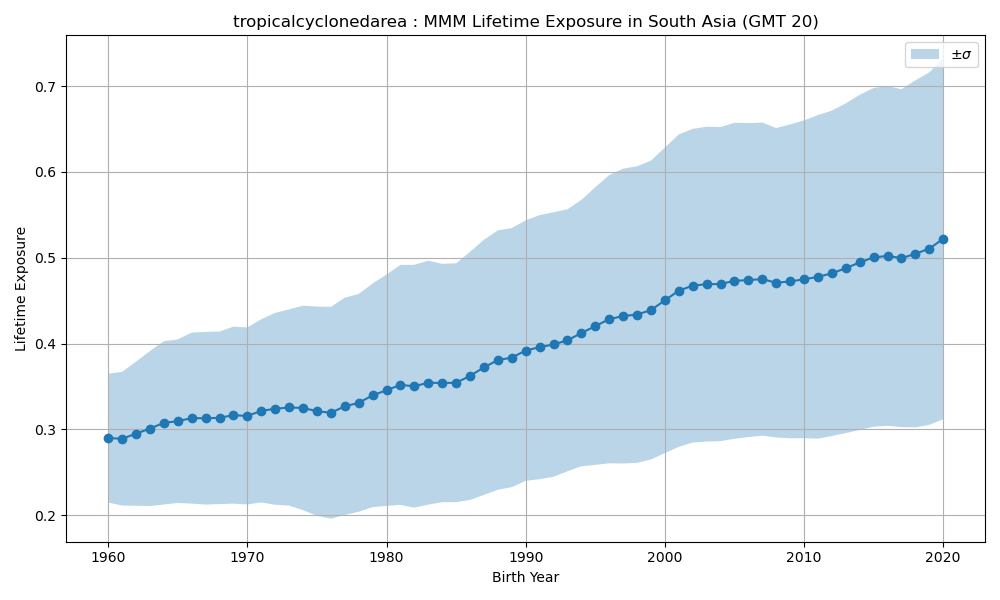 tropicalcyclonedarea : MMM Lifetime Exposure in South Asia (GMT 20)
±σ
0.7
0.6
0.5
0.4
0.3
0.2
Lifetime Exposure
1960 1970 1980 1990 2000 2010 2020
Birth Year